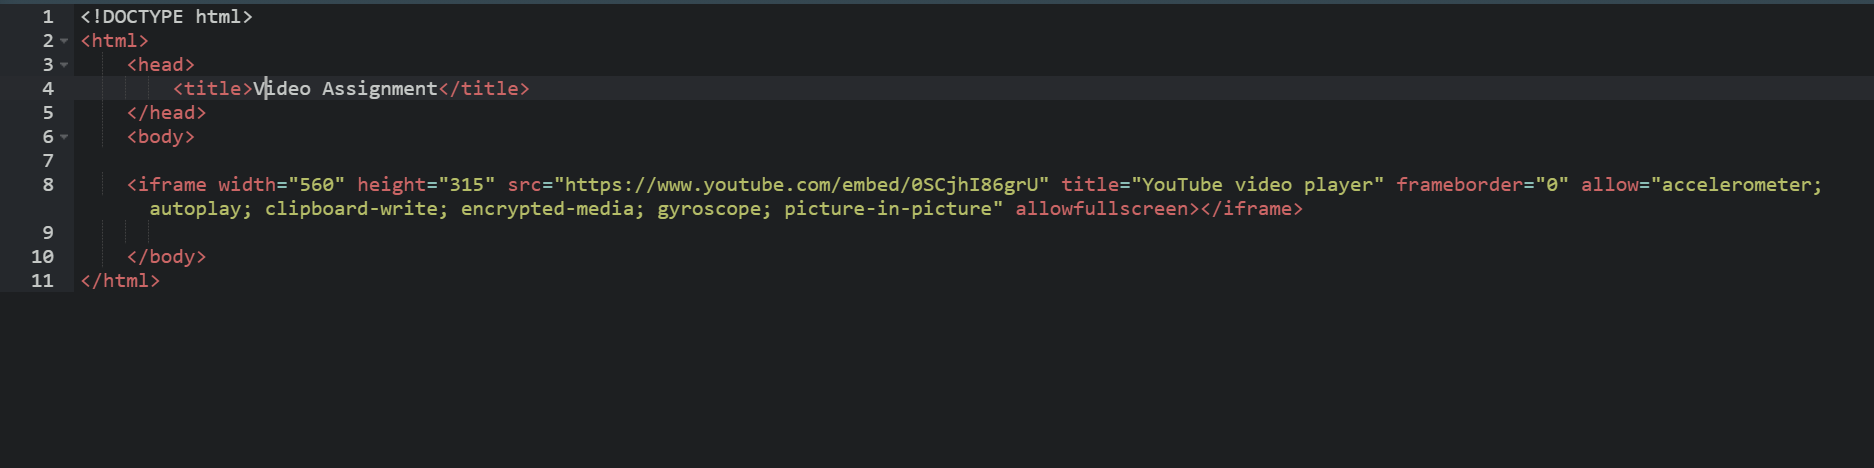 1 <!DOCTYPE html>
2 <html>
3 <head>
4 <title>Video Assignment</title>
5 </head>
6 <body>
7
8 <iframe width="560" height="315" src="https://www.youtube.com/embed/0SCjhI86grU" title="YouTube video player" frameborder="0" allow="accelerometer;
autoplay; clipboard-write; encrypted-media; gyroscope; picture-in-picture" allowfullscreen></iframe>
9
10 </body>
11 </html>